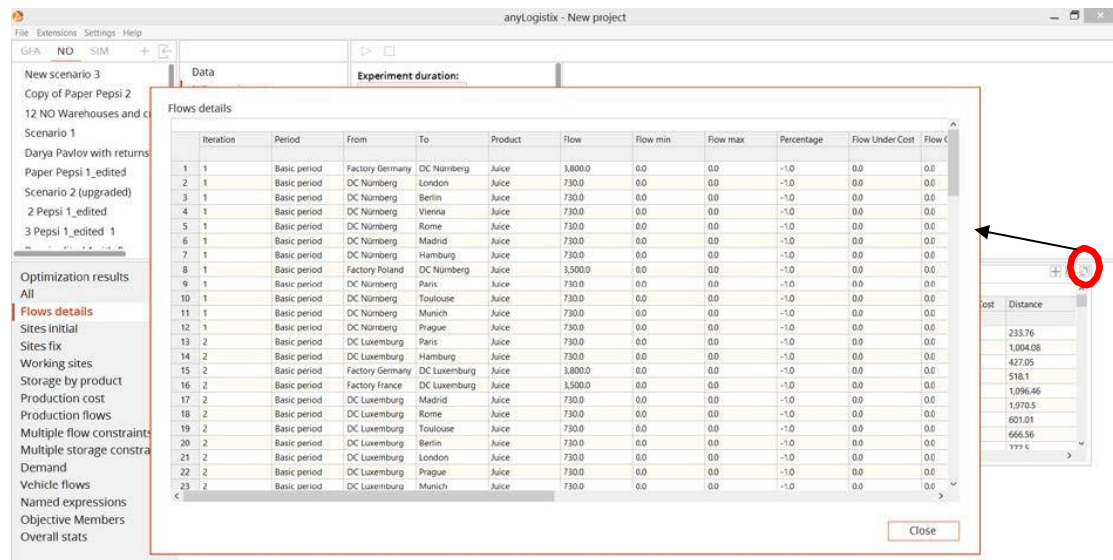 anyLogistix - New project
File Extensions Settings Help
GFA NO SIM
New scenario 3
Copy of Paper Pepsi 2
12 NO Warehouses and c
Scenario 1
Darya Pavlov with returns
Paper Pepsi 1_edited
Scenario 2 (upgraded)
2 Pepsi 1_edited
3 Pepsi 1_edited 1
Data
Experiment duration:
Optimization results
All
Flows details
Sites initial
Sites fix
Working sites
Storage by product
Production cost
Production flows
Multiple flow constraints
Multiple storage constra
Demand
Vehicle flows
Named expressions
Objective Members
Overall stats
Flows details
Iteration Period From To Product Flow Flow min Flow max Percentage Flow Under Cost Flow
1 1 Basic period Factory Germany DC Nürnberg Juice 3,800.0 0.0 0.0 -1.0 0.0 0.0
2 1 Basic period DC Nürnberg London Juice 730.0 0.0 0.0 -1.0 0.0 0.0
3 1 Basic period DC Nürnberg Berlin Juice 730.0 0.0 0.0 -1.0 0.0 0.0
4 1 Basic period DC Nürnberg Vienna Juice 730.0 0.0 0.0 -1.0 0.0 0.0
5 1 Basic period DC Nürnberg Rome Juice 730.0 0.0 0.0 -1.0 0.0 0.0
6 1 Basic period DC Nürnberg Madrid Juice 730.0 0.0 0.0 -1.0 0.0 0.0
7 1 Basic period DC Nürnberg Hamburg Juice 730.0 0.0 0.0 -1.0 0.0 0.0
8 1 Basic period Factory Poland DC Nürnberg Juice 3,500.0 0.0 0.0 -1.0 0.0 0.0
9 1 Basic period DC Nürnberg Paris Juice 730.0 0.0 0.0 -1.0 0.0 0.0
10 1 Basic period DC Nürnberg Toulouse Juice 730.0 0.0 0.0 -1.0 0.0 0.0
11 1 Basic period DC Nürnberg Munich Juice 730.0 0.0 0.0 -1.0 0.0 0.0
12 1 Basic period DC Nürnberg Prague Juice 730.0 0.0 0.0 -1.0 0.0 0.0
13 2 Basic period DC Luxemburg Paris Juice 730.0 0.0 0.0 -1.0 0.0 0.0
14 2 Basic period DC Luxemburg Hamburg Juice 730.0 0.0 0.0 -1.0 0.0 0.0
15 2 Basic period Factory Germany DC Luxemburg Juice 3,800.0 0.0 0.0 -1.0 0.0 0.0
16 2 Basic period Factory France DC Luxemburg Juice 3,500.0 0.0 0.0 -1.0 0.0 0.0
17 2 Basic period DC Luxemburg Madrid Juice 730.0 0.0 0.0 -1.0 0.0 0.0
18 2 Basic period DC Luxemburg Rome Juice 730.0 0.0 0.0 -1.0 0.0 0.0
19 2 Basic period DC Luxemburg Toulouse Juice 730.0 0.0 0.0 -1.0 0.0 0.0
20 2 Basic period DC Luxemburg Berlin Juice 730.0 0.0 0.0 -1.0 0.0 0.0
21 2 Basic period DC Luxemburg London Juice 730.0 0.0 0.0 -1.0 0.0 0.0
22 2 Basic period DC Luxemburg Prague Juice 730.0 0.0 0.0 -1.0 0.0 0.0
23 2 Basic period DC Luxemburg Munich Juice 730.0 0.0 0.0 -1.0 0.0 0.0
Close
Cost Distance
233.76
1,004.08
427.05
518.1
1,096.46
1,970.5
601.01
666.56
777.5